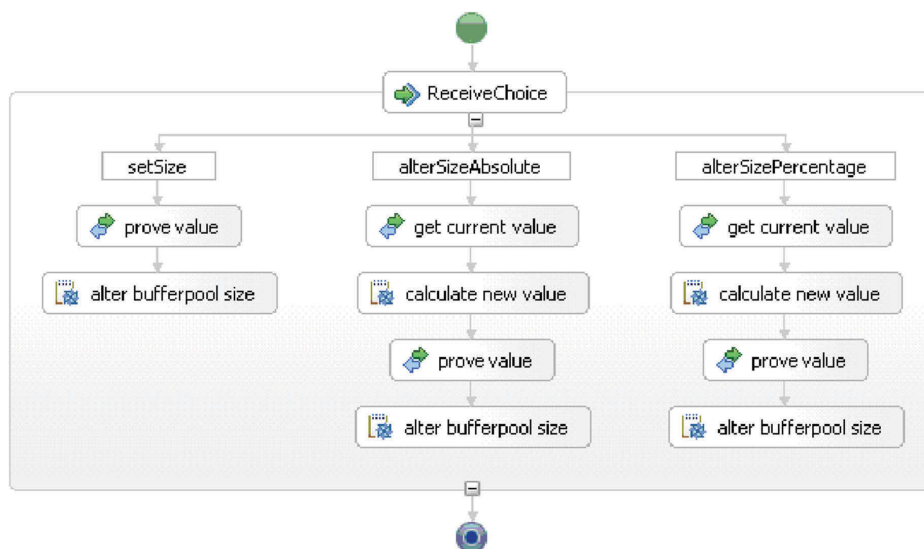 ReceiveChoice
setSize
alterSizeAbsolute
alterSizePercentage
prove value
get current value
get current value
alter bufferpool size
calculate new value
calculate new value
prove value
prove value
alter bufferpool size
alter bufferpool size